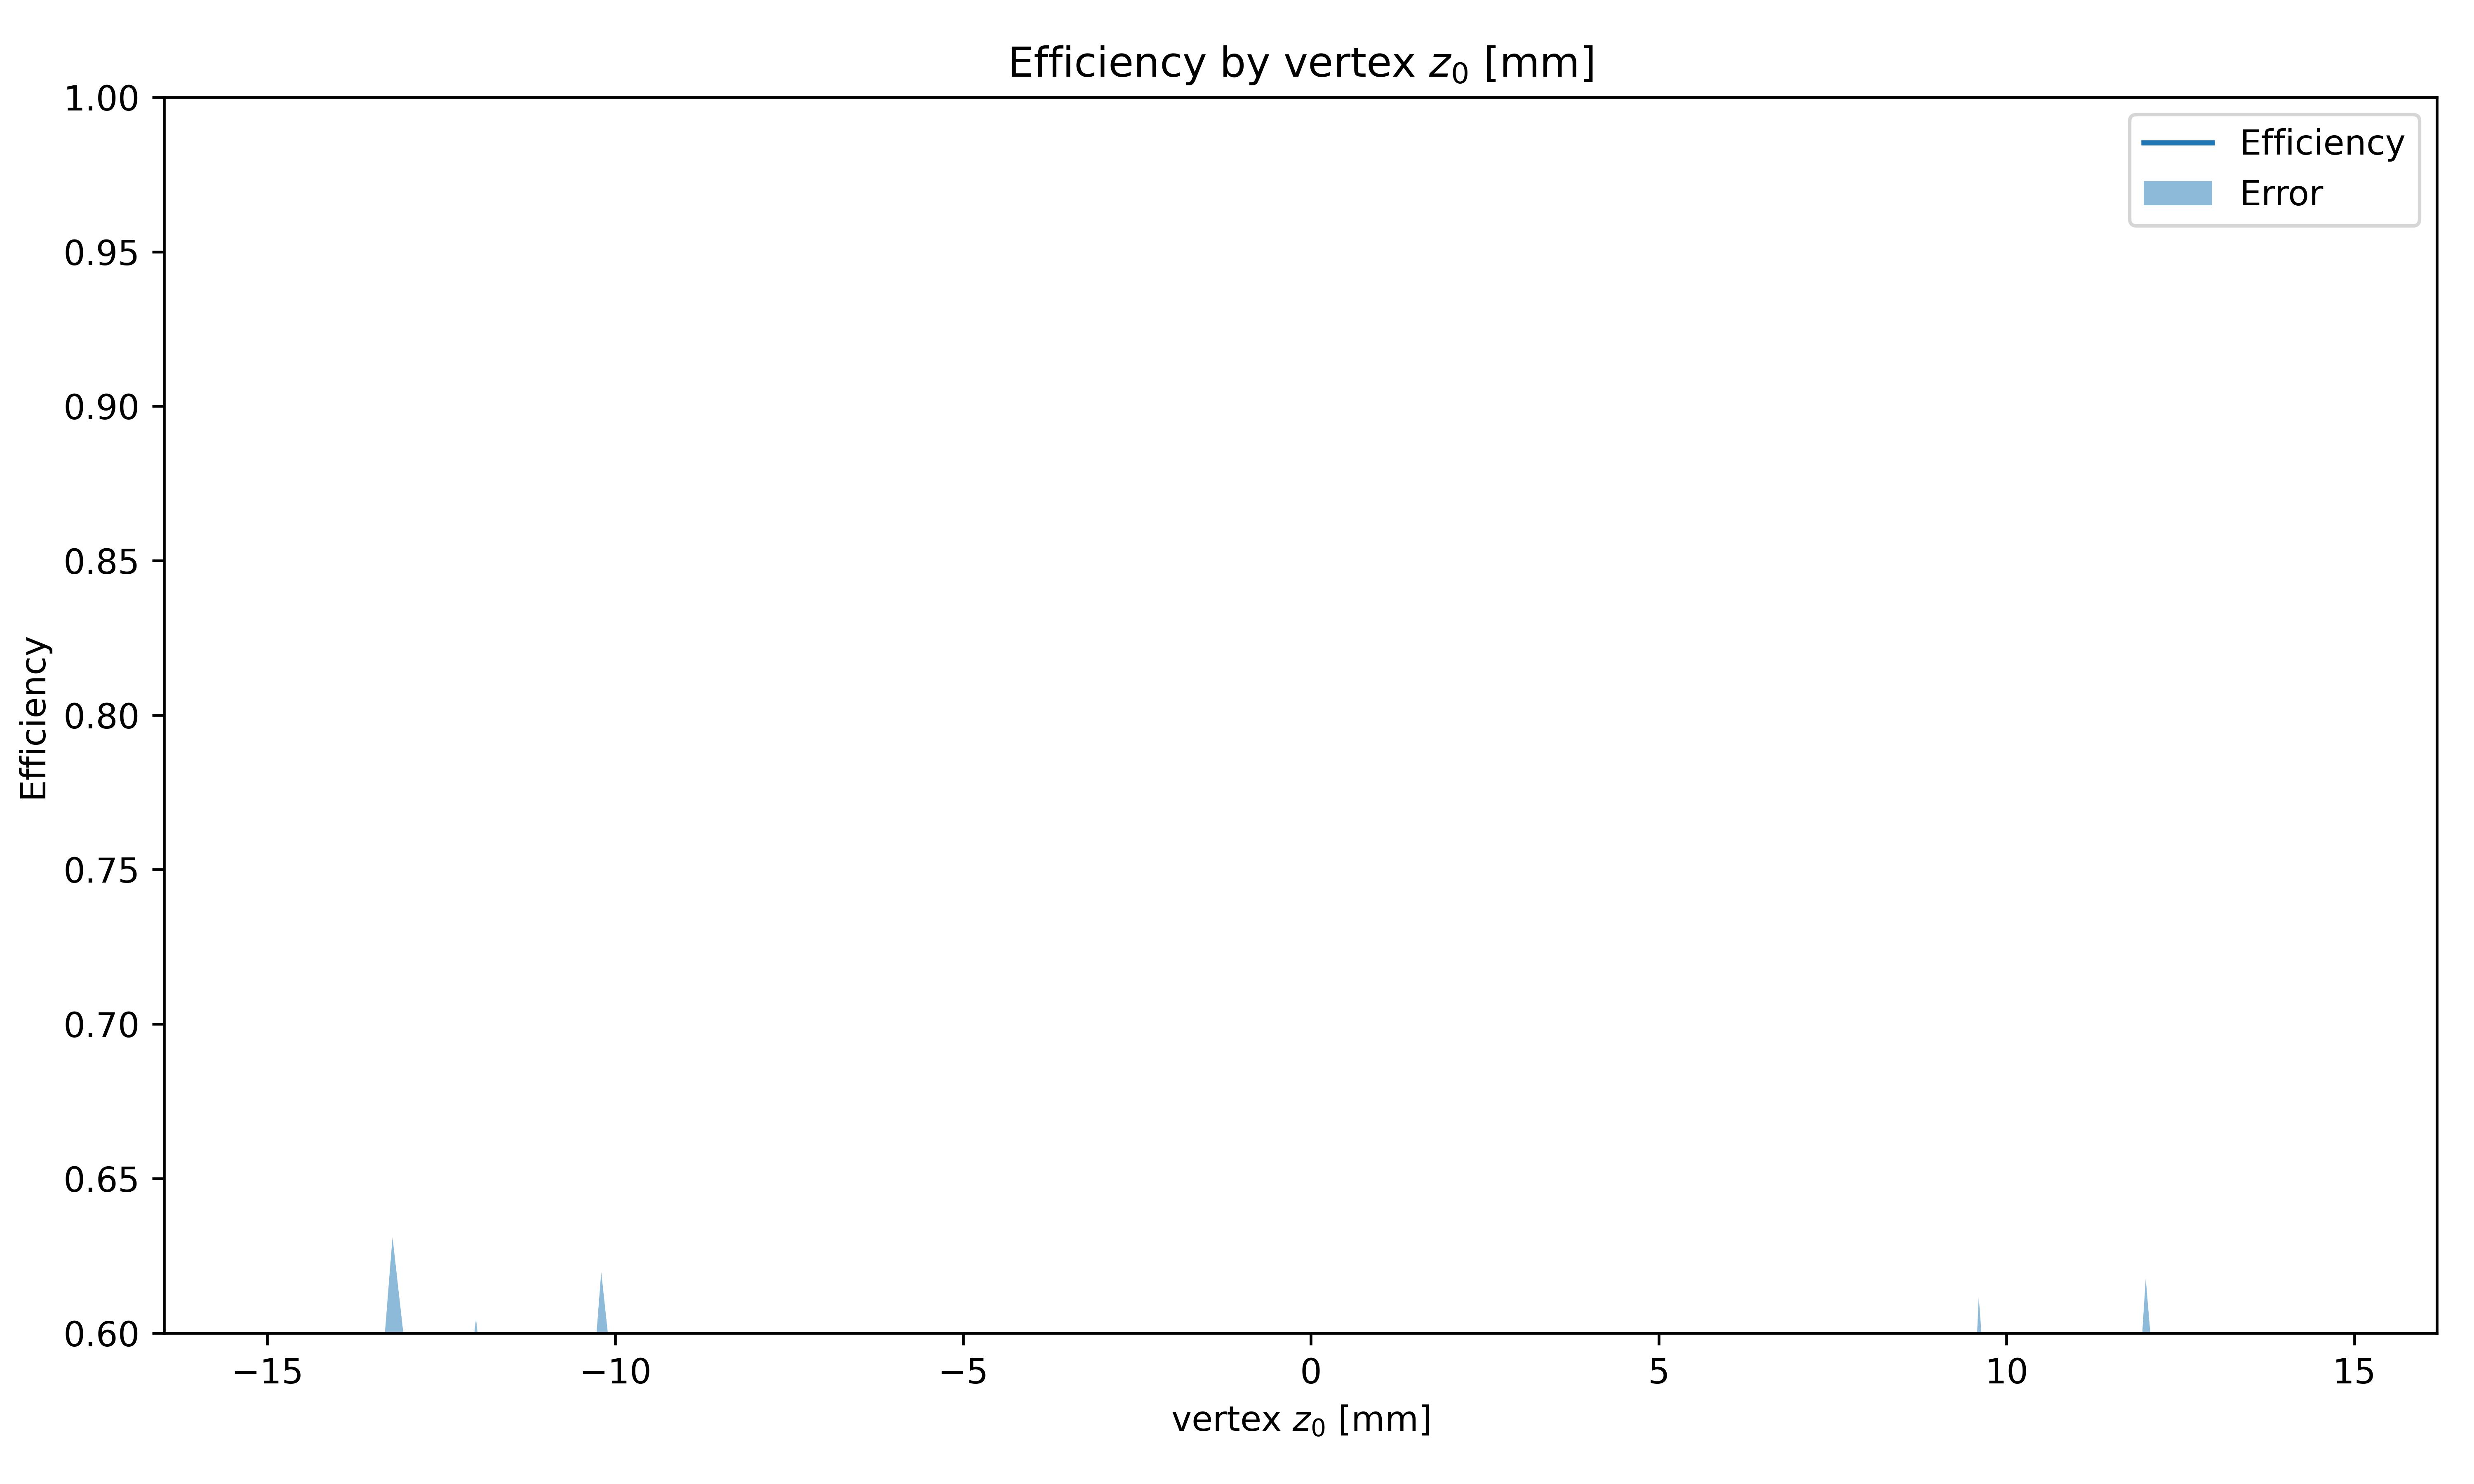 Efficiency by vertex z₀ [mm]
Efficiency
Error
1.00
0.95
0.90
0.85
0.80
0.75
0.70
0.65
0.60
Efficiency
−15 −10 −5 0 5 10 15
vertex z₀ [mm]